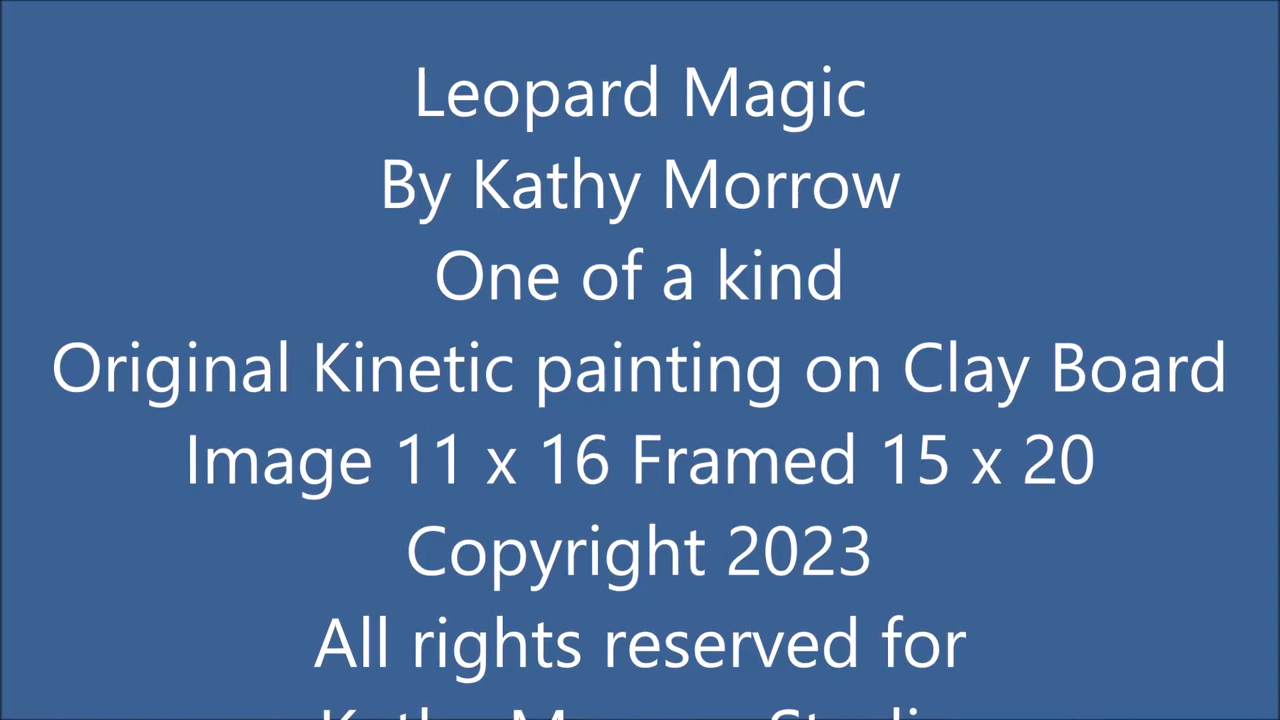 Leopard Magic
By Kathy Morrow
One of a kind
Original Kinetic painting on Clay Board
Image 11 x 16 Framed 15 x 20
Copyright 2023
All rights reserved for